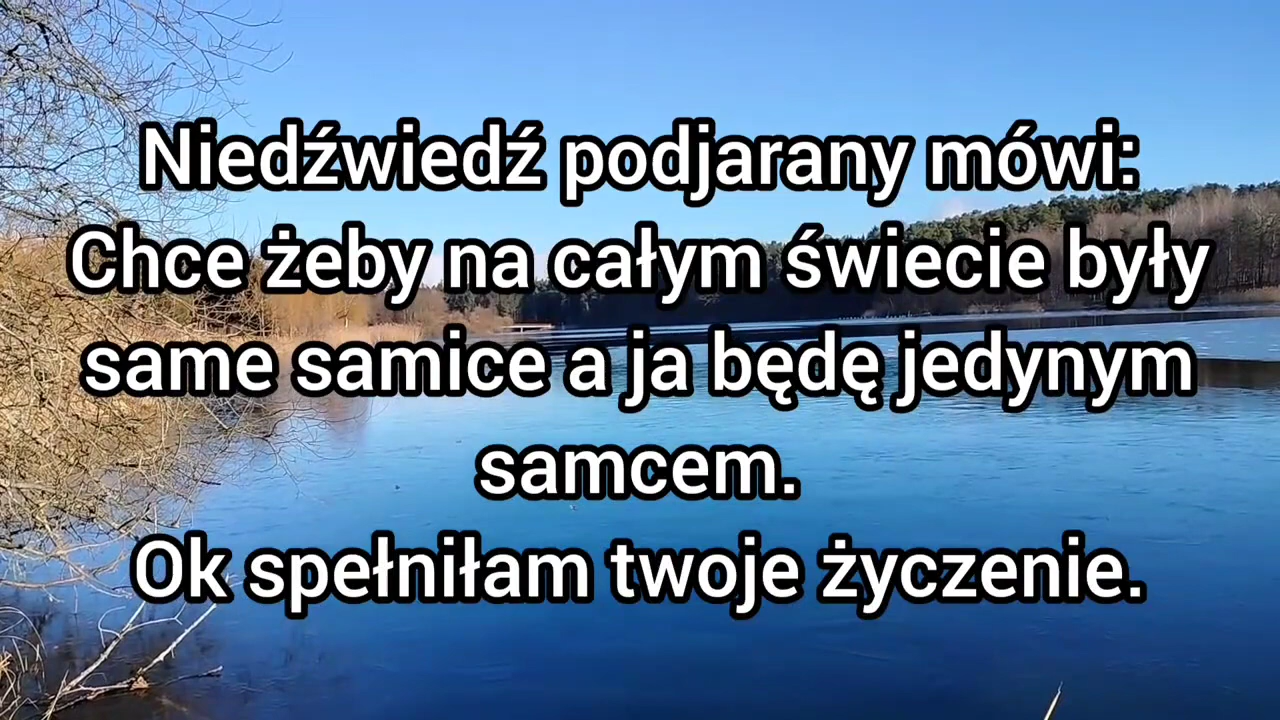 Niedźwiedź podjarany mówi:
Chce żeby na całym świecie były
same samice a ja będę jedynym
samcem.
Ok spełniłam twoje życzenie.